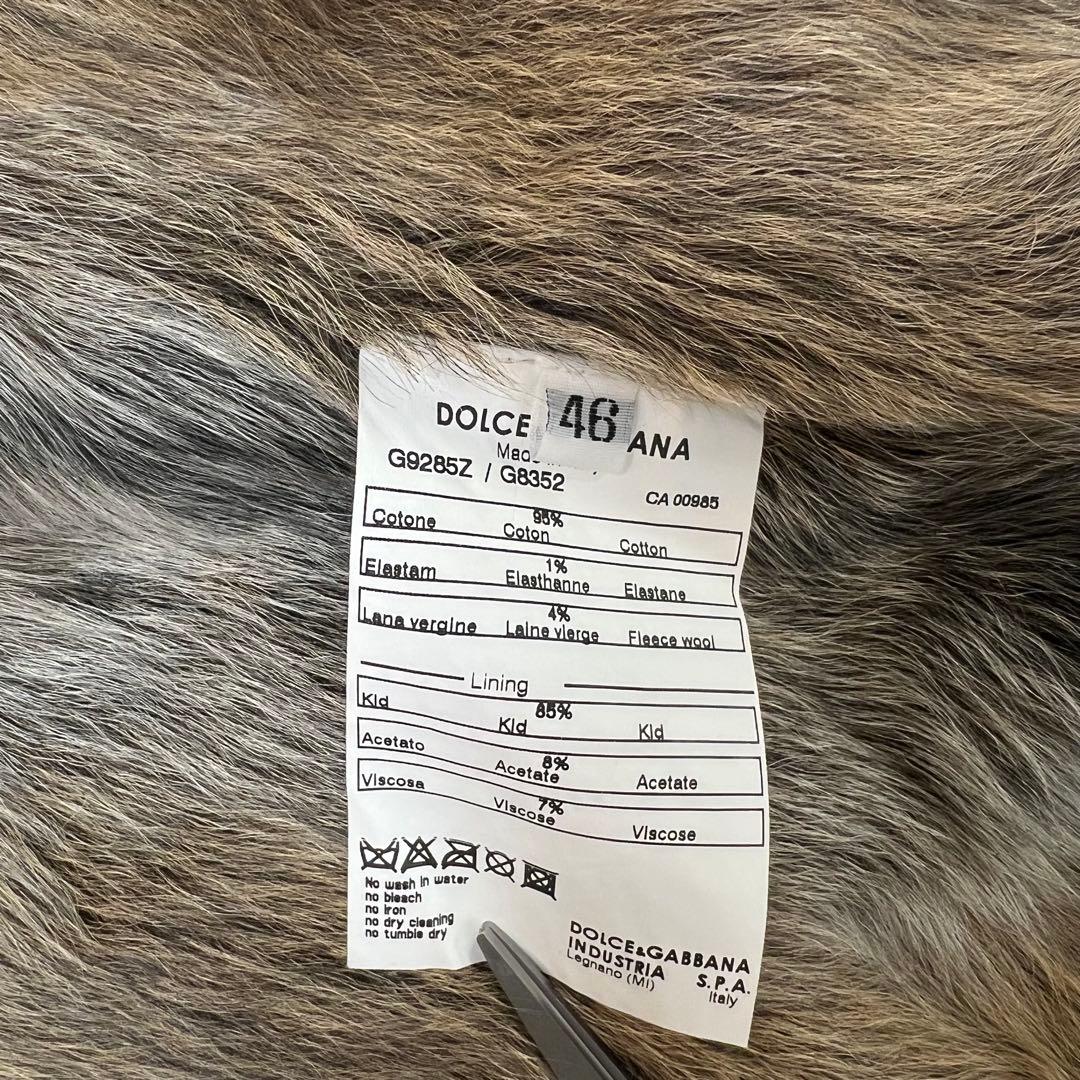 DOLCE ANA
46
Made in
G9285Z / G8352
CA 00985
95%
Cotone Coton Cotton
1%
Elastam Elasthanne Elastane
4%
Lana vergine Laine vierge Fleece wool
Lining
85%
Kid Kid Kid
8%
Acetato Acetate Acetate
7%
Viscosa Viscose Viscose
No wash in water
no bleach
no iron
no dry cleaning
no tumble dry
DOLCE&GABBANA
INDUSTRIA S.P.A.
Legnano (MI) Italy